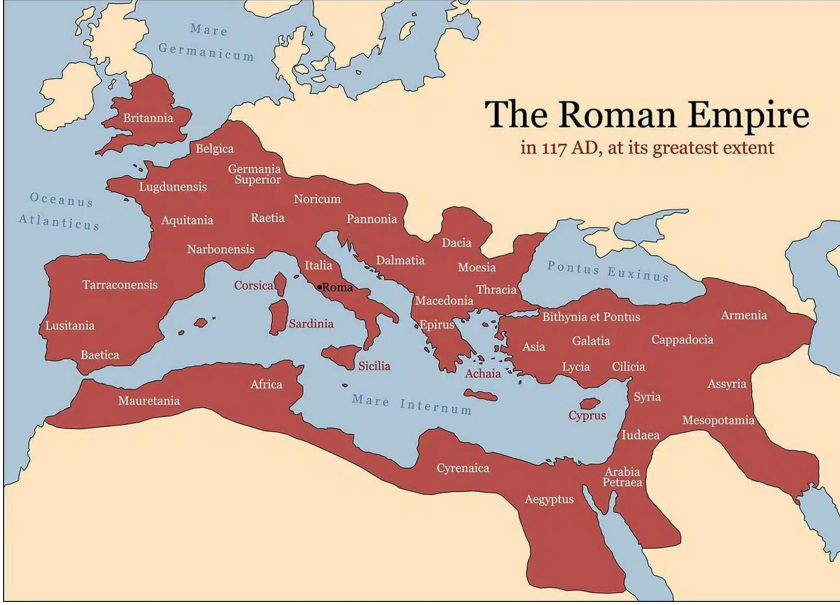 Mare
Germanicum
The Roman Empire
in 117 AD, at its greatest extent
Britannia
Belgica
Germania
Superior
Lugdunensis
Noricum
Oceanus
Atlanticus
Aquitania
Raetia
Pannonia
Narbonensis
Dacia
Italia
Dalmatia
Moesia
Pontus Euxinus
Tarraconensis
Corsica
Roma
Thracia
Macedonia
Lusitania
Sardinia
Epirus
Bithynia et Pontus
Armenia
Baetica
Asia
Galatia
Cappadocia
Sicilia
Achaia
Lycia
Cilicia
Mauretania
Africa
Mare Internum
Cyprus
Syria
Assyria
Mesopotamia
Iudaea
Cyrenaica
Arabia
Petraea
Aegyptus